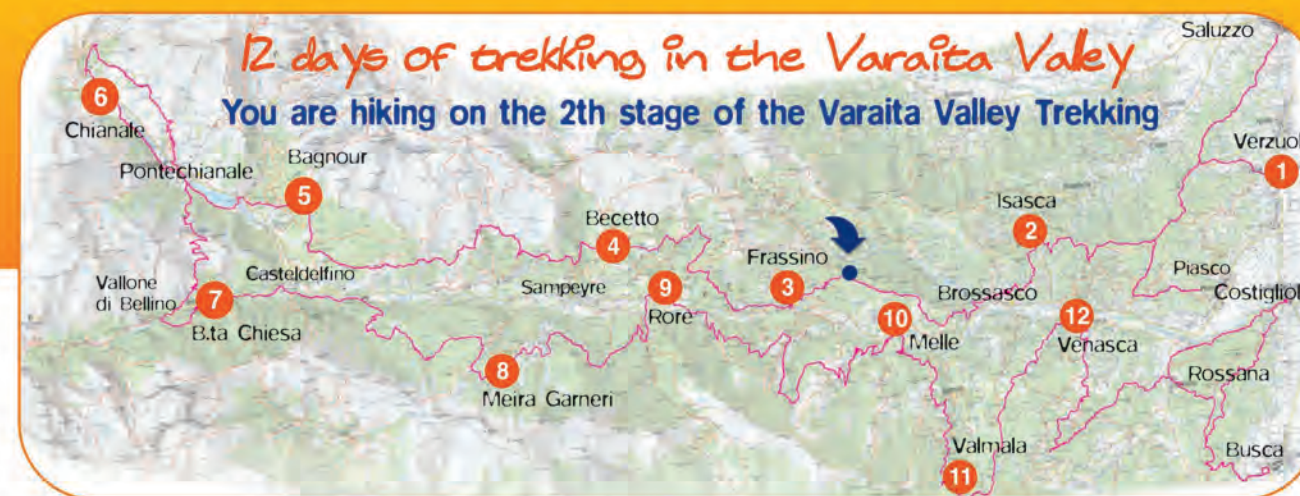 12 days of trekking in the Varaita Valley
You are hiking on the 2th stage of the Varaita Valley Trekking
Saluzzo
6
Chianale
Verzuol
1
Pontechianale
Bagnour
5
Isasca
2
Becetto
4
Frassino
3
Vallone
di Bellino
7
B.ta Chiesa
Casteldelfino
Sampeyre
9
Rore
Piasco
Costigliol
Brossasco
10
Melle
12
Venasca
8
Meira Garneri
Rossana
Valmala
11
Busca